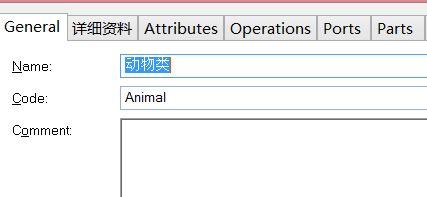 General 详细资料 Attributes Operations Ports Parts
Name: 动物类
Code: Animal
Comment: